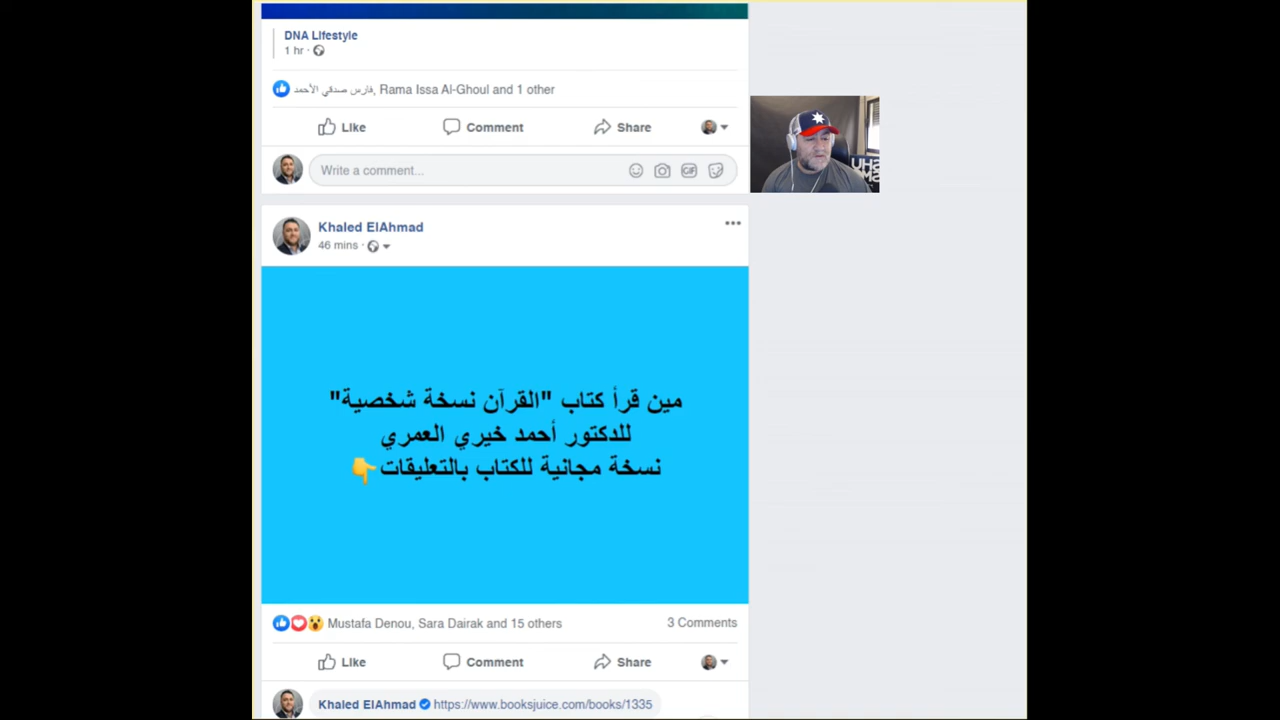 DNA Lifestyle
1 hr
فارس صدقي الأحمد, Rama Issa Al-Ghoul and 1 other
Like Comment Share
Write a comment...
GIF
Khaled ElAhmad
46 mins
مين قرأ كتاب "القرآن نسخة شخصية"
للدكتور أحمد خيري العمري
نسخة مجانية للكتاب بالتعليقات👇
Mustafa Denou, Sara Dairak and 15 others 3 Comments
Like Comment Share
Khaled ElAhmad https://www.booksjuice.com/books/1335